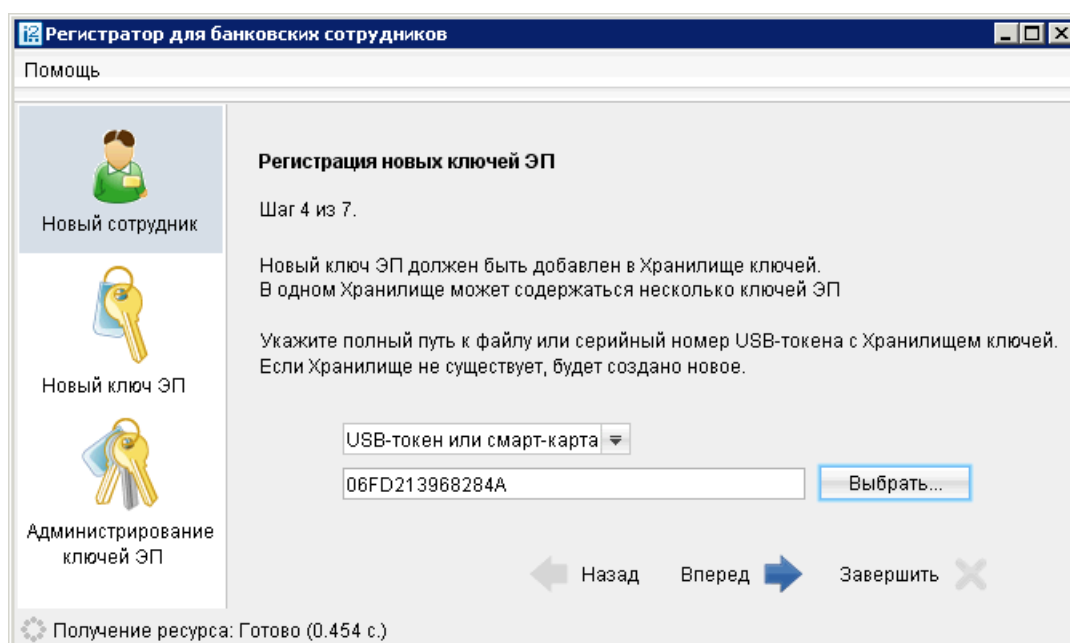 Регистратор для банковских сотрудников
Помощь
Новый сотрудник
Новый ключ ЭП
Администрирование
ключей ЭП
Регистрация новых ключей ЭП
Шаг 4 из 7.
Новый ключ ЭП должен быть добавлен в Хранилище ключей.
В одном Хранилище может содержаться несколько ключей ЭП
Укажите полный путь к файлу или серийный номер USB-токена с Хранилищем ключей.
Если Хранилище не существует, будет создано новое.
USB-токен или смарт-карта
06FD213968284A
Выбрать...
Назад
Вперед
Завершить
Получение ресурса: Готово (0.454 с.)